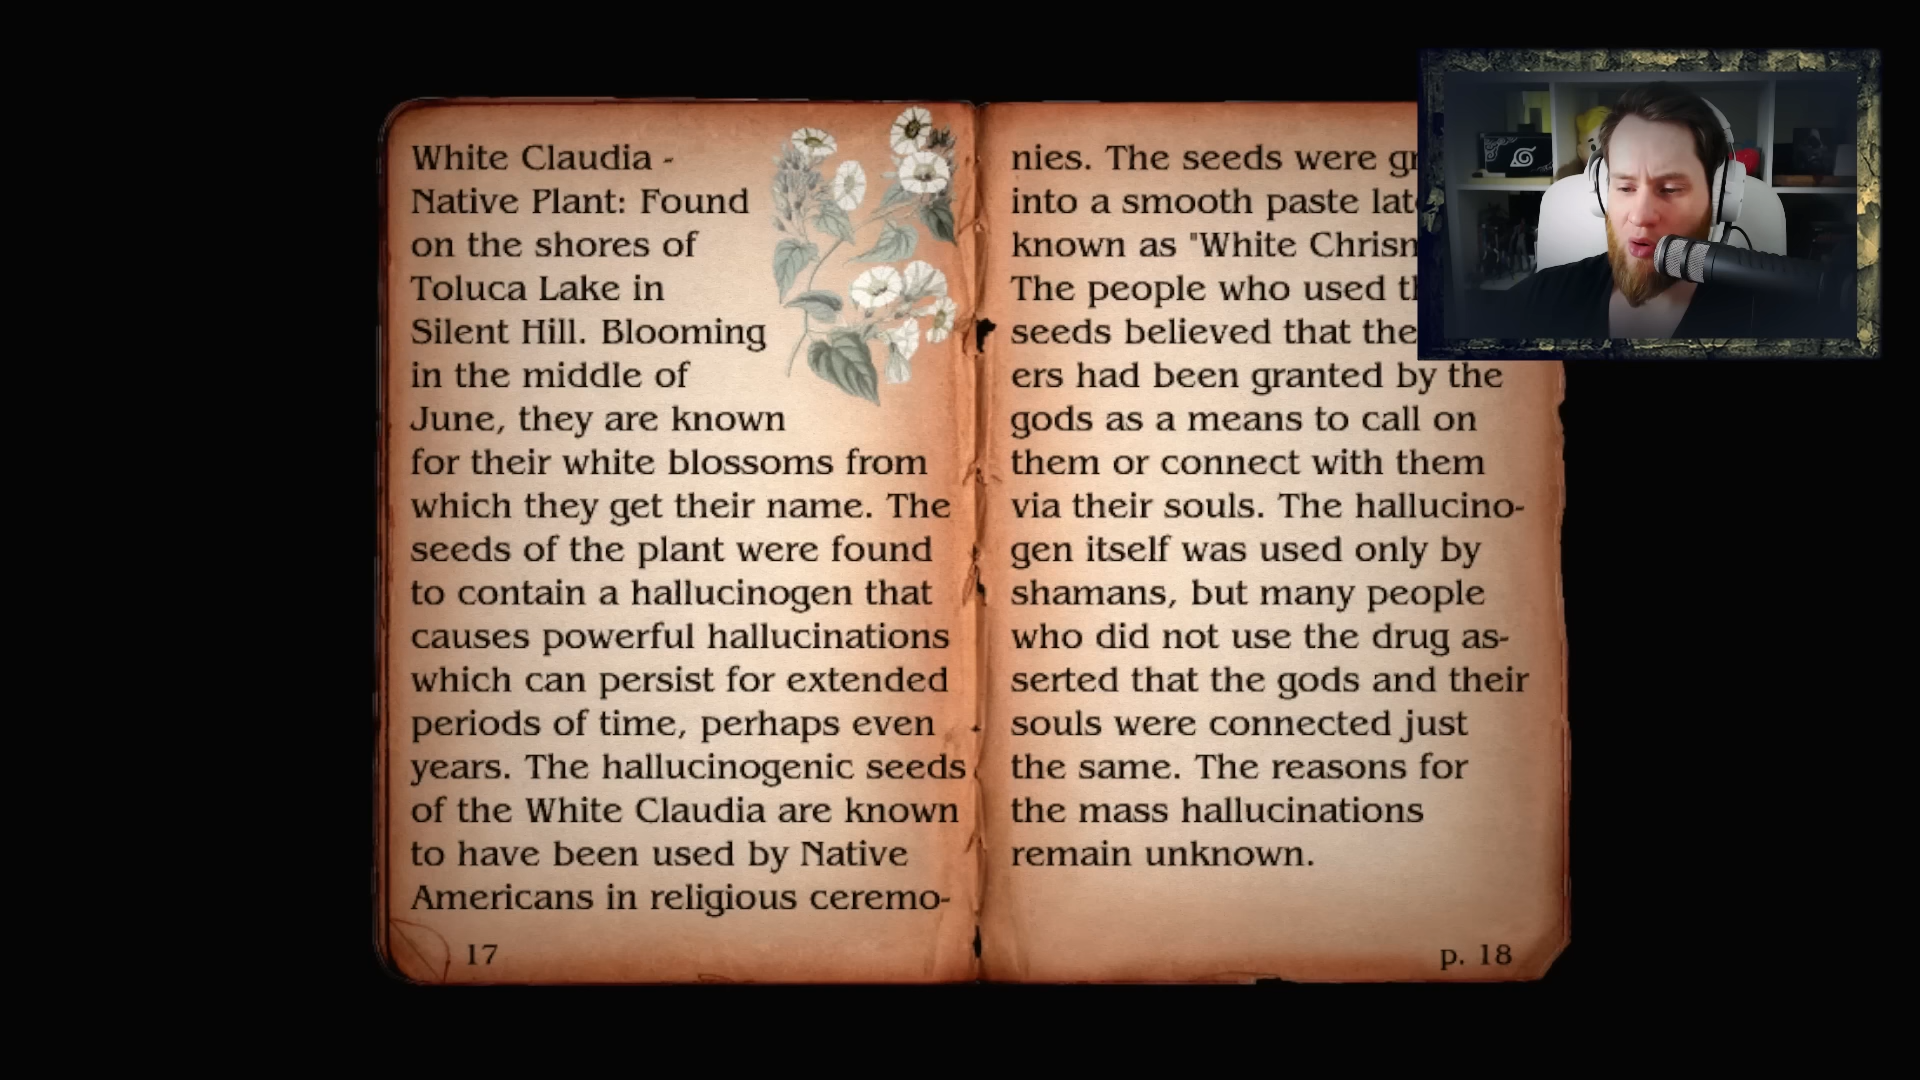 White Claudia -
Native Plant: Found
on the shores of
Toluca Lake in
Silent Hill. Blooming
in the middle of
June, they are known
for their white blossoms from
which they get their name. The
seeds of the plant were found
to contain a hallucinogen that
causes powerful hallucinations
which can persist for extended
periods of time, perhaps even
years. The hallucinogenic seeds
of the White Claudia are known
to have been used by Native
Americans in religious ceremo-
17
nies. The seeds were
into a smooth paste
known as "White
The people who used
seeds believed that
ers had been granted by the
gods as a means to call on
them or connect with them
via their souls. The hallucino-
gen itself was used only by
shamans, but many people
who did not use the drug as-
serted that the gods and their
souls were connected just
the same. The reasons for
the mass hallucinations
remain unknown.
p. 18